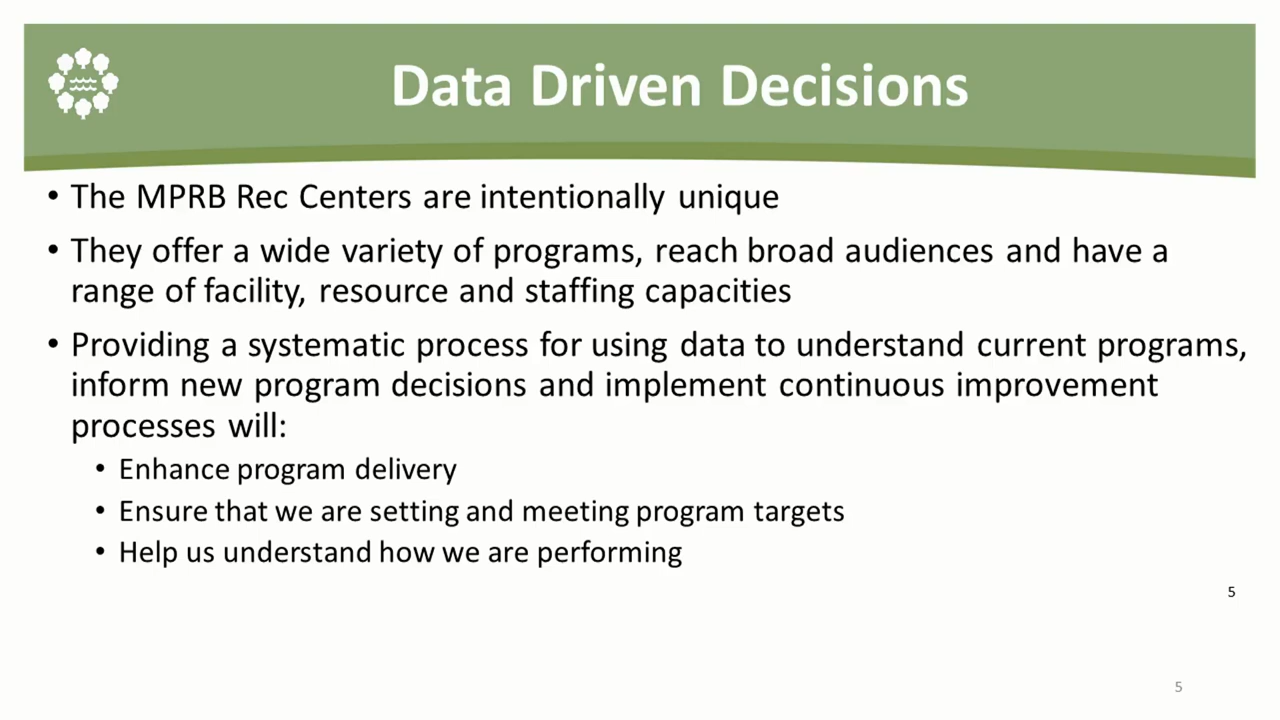 Data Driven Decisions
• The MPRB Rec Centers are intentionally unique
• They offer a wide variety of programs, reach broad audiences and have a
range of facility, resource and staffing capacities
• Providing a systematic process for using data to understand current programs,
inform new program decisions and implement continuous improvement
processes will:
• Enhance program delivery
• Ensure that we are setting and meeting program targets
• Help us understand how we are performing
5
5